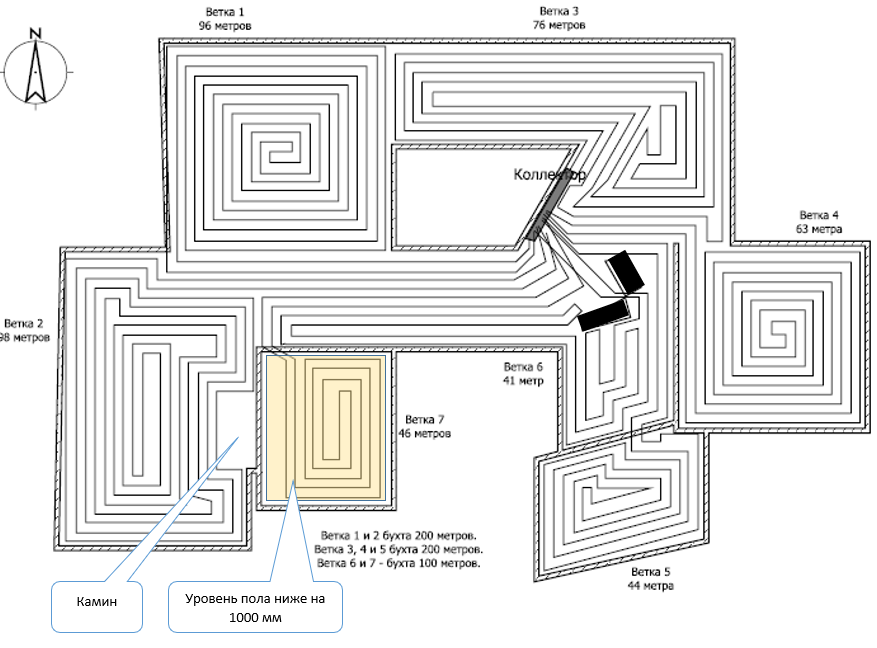 Ветка 1
96 метров
Ветка 3
76 метров
N
Коллектор
Ветка 4
63 метра
Ветка 2
98 метров
Ветка 6
41 метр
Ветка 7
46 метров
Ветка 1 и 2 бухта 200 метров.
Ветка 3, 4 и 5 бухта 200 метров.
Ветка 6 и 7 - бухта 100 метров.
Ветка 5
44 метра
Камин
Уровень пола ниже на
1000 мм